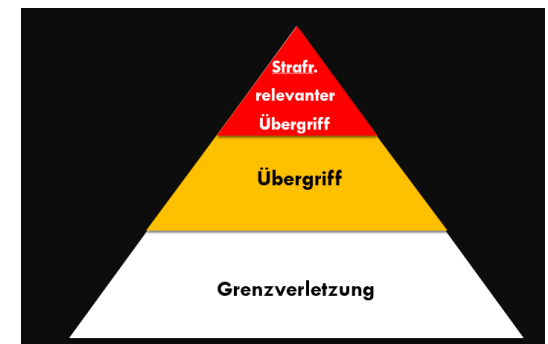 Strafr.
relevanter
Übergriff
Übergriff
Grenzverletzung